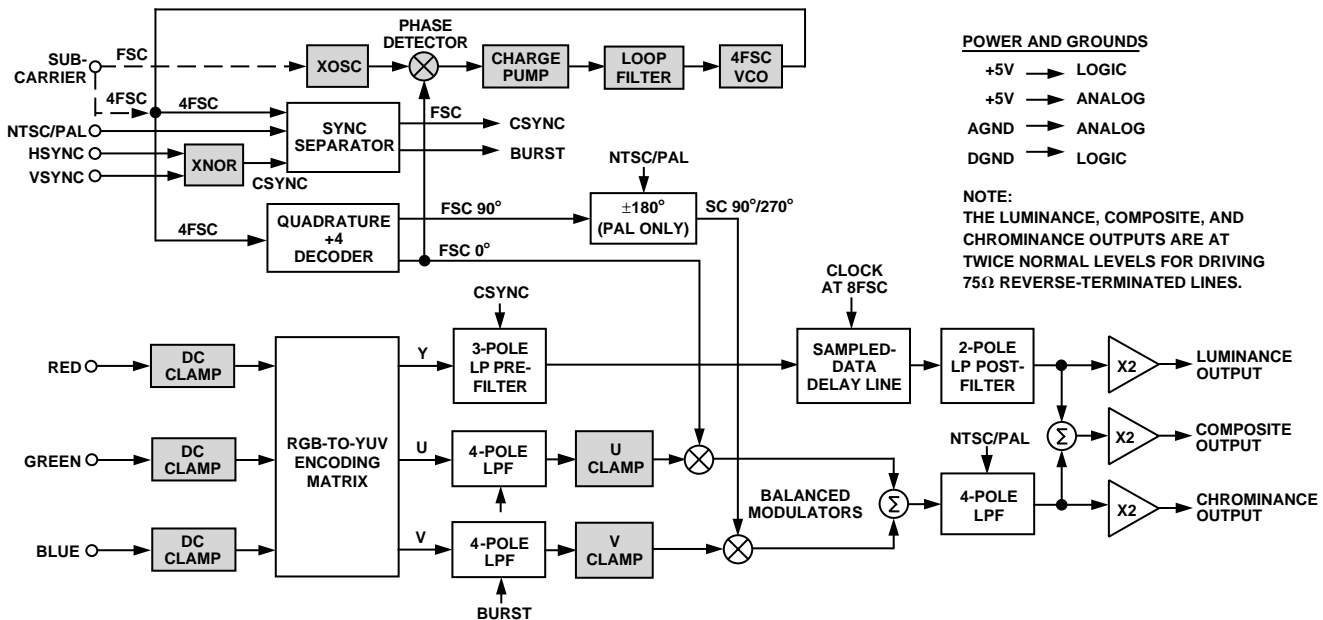 SUB-
CARRIER
FSC
XOSC
PHASE
DETECTOR
CHARGE
PUMP
LOOP
FILTER
4FSC
VCO
4FSC
4FSC
NTSC/PAL
HSYNC
VSYNC
XNOR
CSYNC
SYNC
SEPARATOR
FSC
CSYNC
BURST
4FSC
QUADRATURE
+4
DECODER
FSC 90°
FSC 0°
NTSC/PAL
±180°
(PAL ONLY)
SC 90°/270°
POWER AND GROUNDS
+5V LOGIC
+5V ANALOG
AGND ANALOG
DGND LOGIC
NOTE:
THE LUMINANCE, COMPOSITE, AND
CHROMINANCE OUTPUTS ARE AT
TWICE NORMAL LEVELS FOR DRIVING
75Ω REVERSE-TERMINATED LINES.
RED
DC
CLAMP
GREEN
DC
CLAMP
BLUE
DC
CLAMP
RGB-TO-YUV
ENCODING
MATRIX
Y
U
V
CSYNC
3-POLE
LP PRE-
FILTER
4-POLE
LPF
U
CLAMP
4-POLE
LPF
V
CLAMP
BURST
BALANCED
MODULATORS
CLOCK
AT 8FSC
SAMPLED-
DATA
DELAY LINE
2-POLE
LP POST-
FILTER
Σ
NTSC/PAL
4-POLE
LPF
Σ
X2
LUMINANCE
OUTPUT
X2
COMPOSITE
OUTPUT
X2
CHROMINANCE
OUTPUT